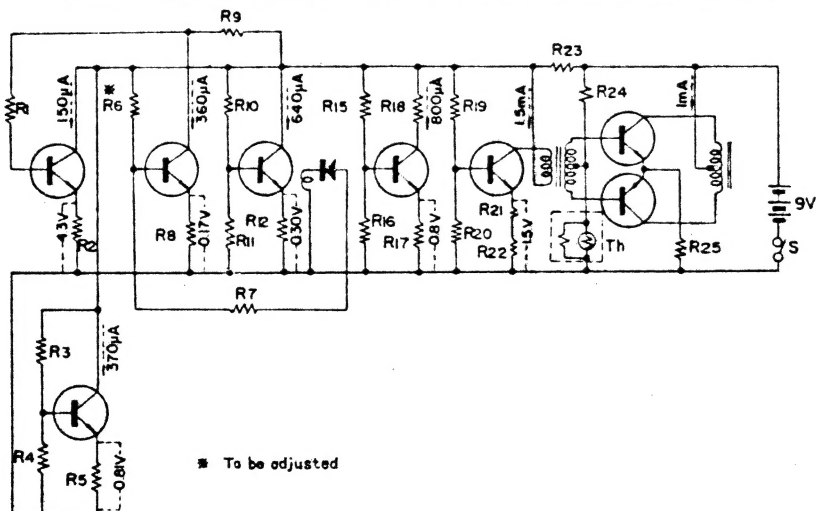 R9
R23
R1
150μA
※
R6
360μA
R10
640μA
R15
R18
800μA
R19
1.5mA
R24
1mA
4.3V
R2
R8
0.17V
R11
R12
0.30V
R16
R17
0.8V
R20
R21
R22
1.5V
Th
R25
9V
S
R7
R3
370μA
R4
R5
0.81V
※ To be adjusted